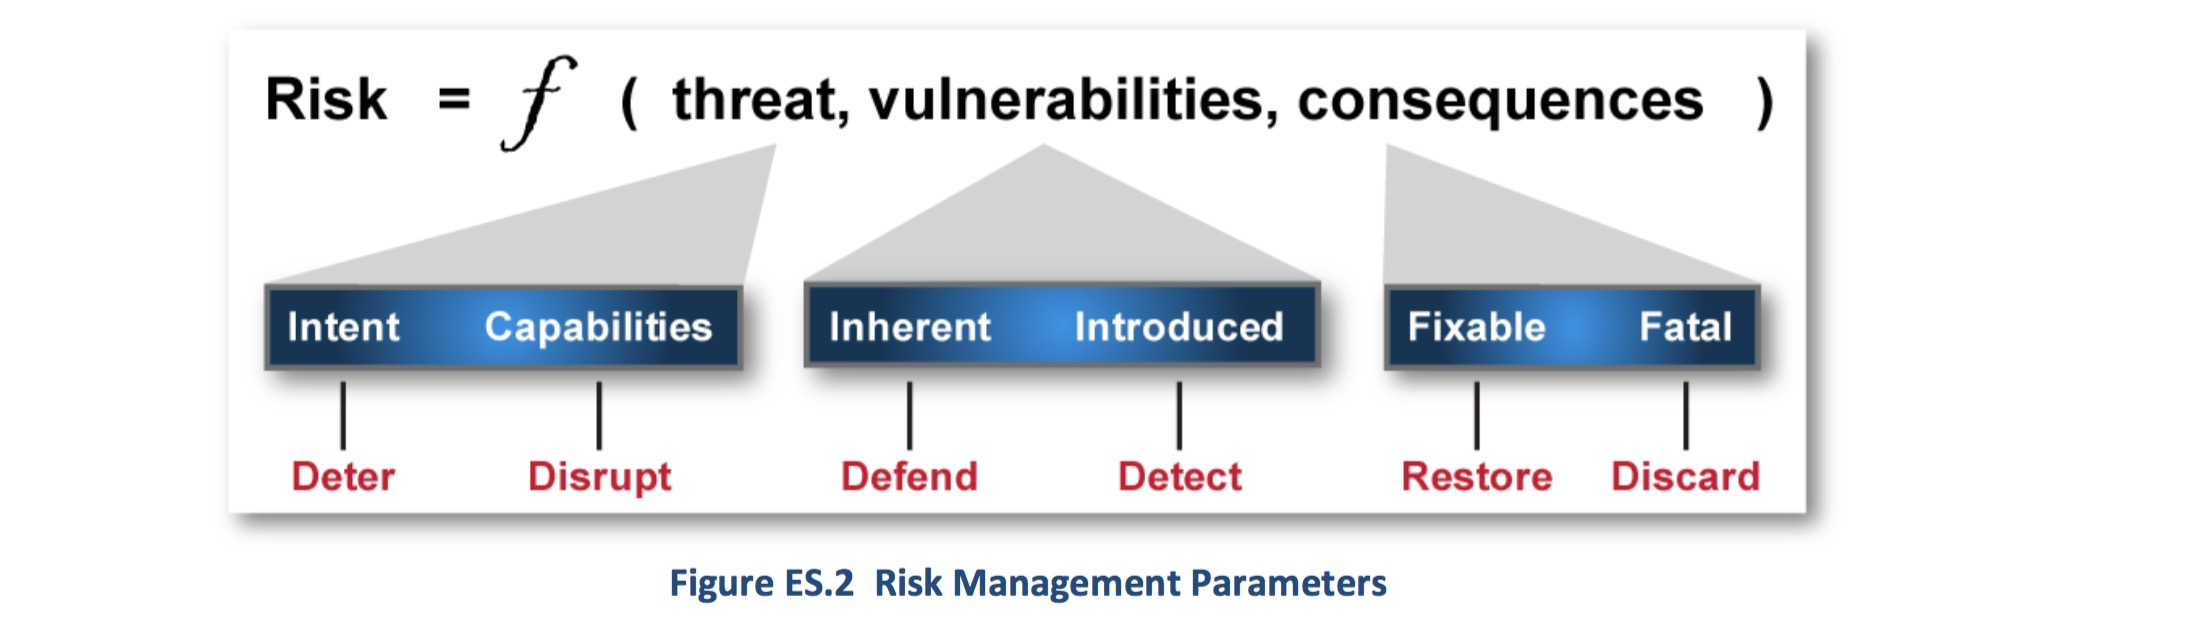 Risk = f ( threat, vulnerabilities, consequences )
Intent Capabilities Inherent Introduced Fixable Fatal
Deter Disrupt Defend Detect Restore Discard
Figure ES.2 Risk Management Parameters